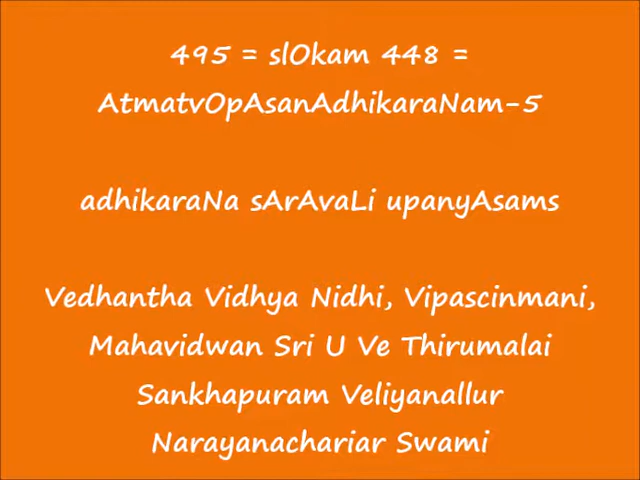 495 = slOkam 448 =
AtmatvOpAsanAdhikaraNam-5
adhikaraNa sArAvaLi upanyAsams
Vedhantha Vidhya Nidhi, Vipascinmani,
Mahavidwan Sri U Ve Thirumalai
Sankhapuram Veliyanallur
Narayanachariar Swami